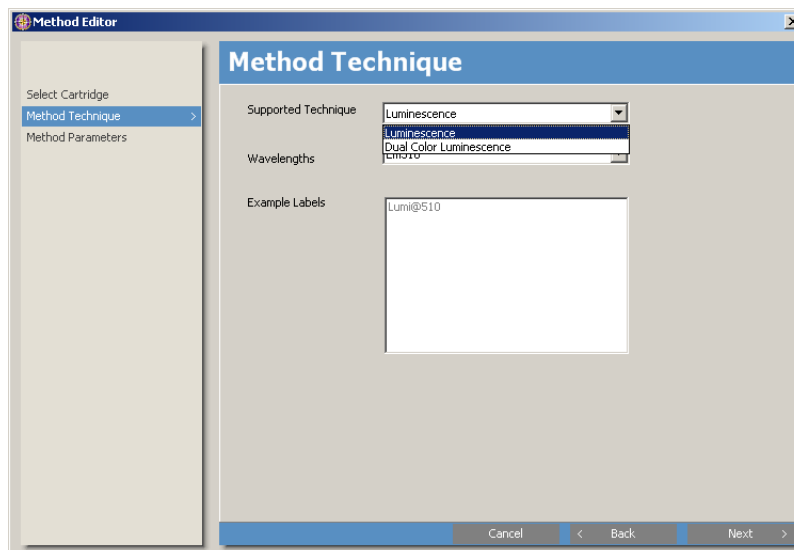 Method Editor
Method Technique
Select Cartridge
Method Technique >
Method Parameters
Supported Technique
Luminescence
Luminescence
Dual Color Luminescence
Wavelengths
Example Labels
Lumi@510
Cancel
< Back
Next >